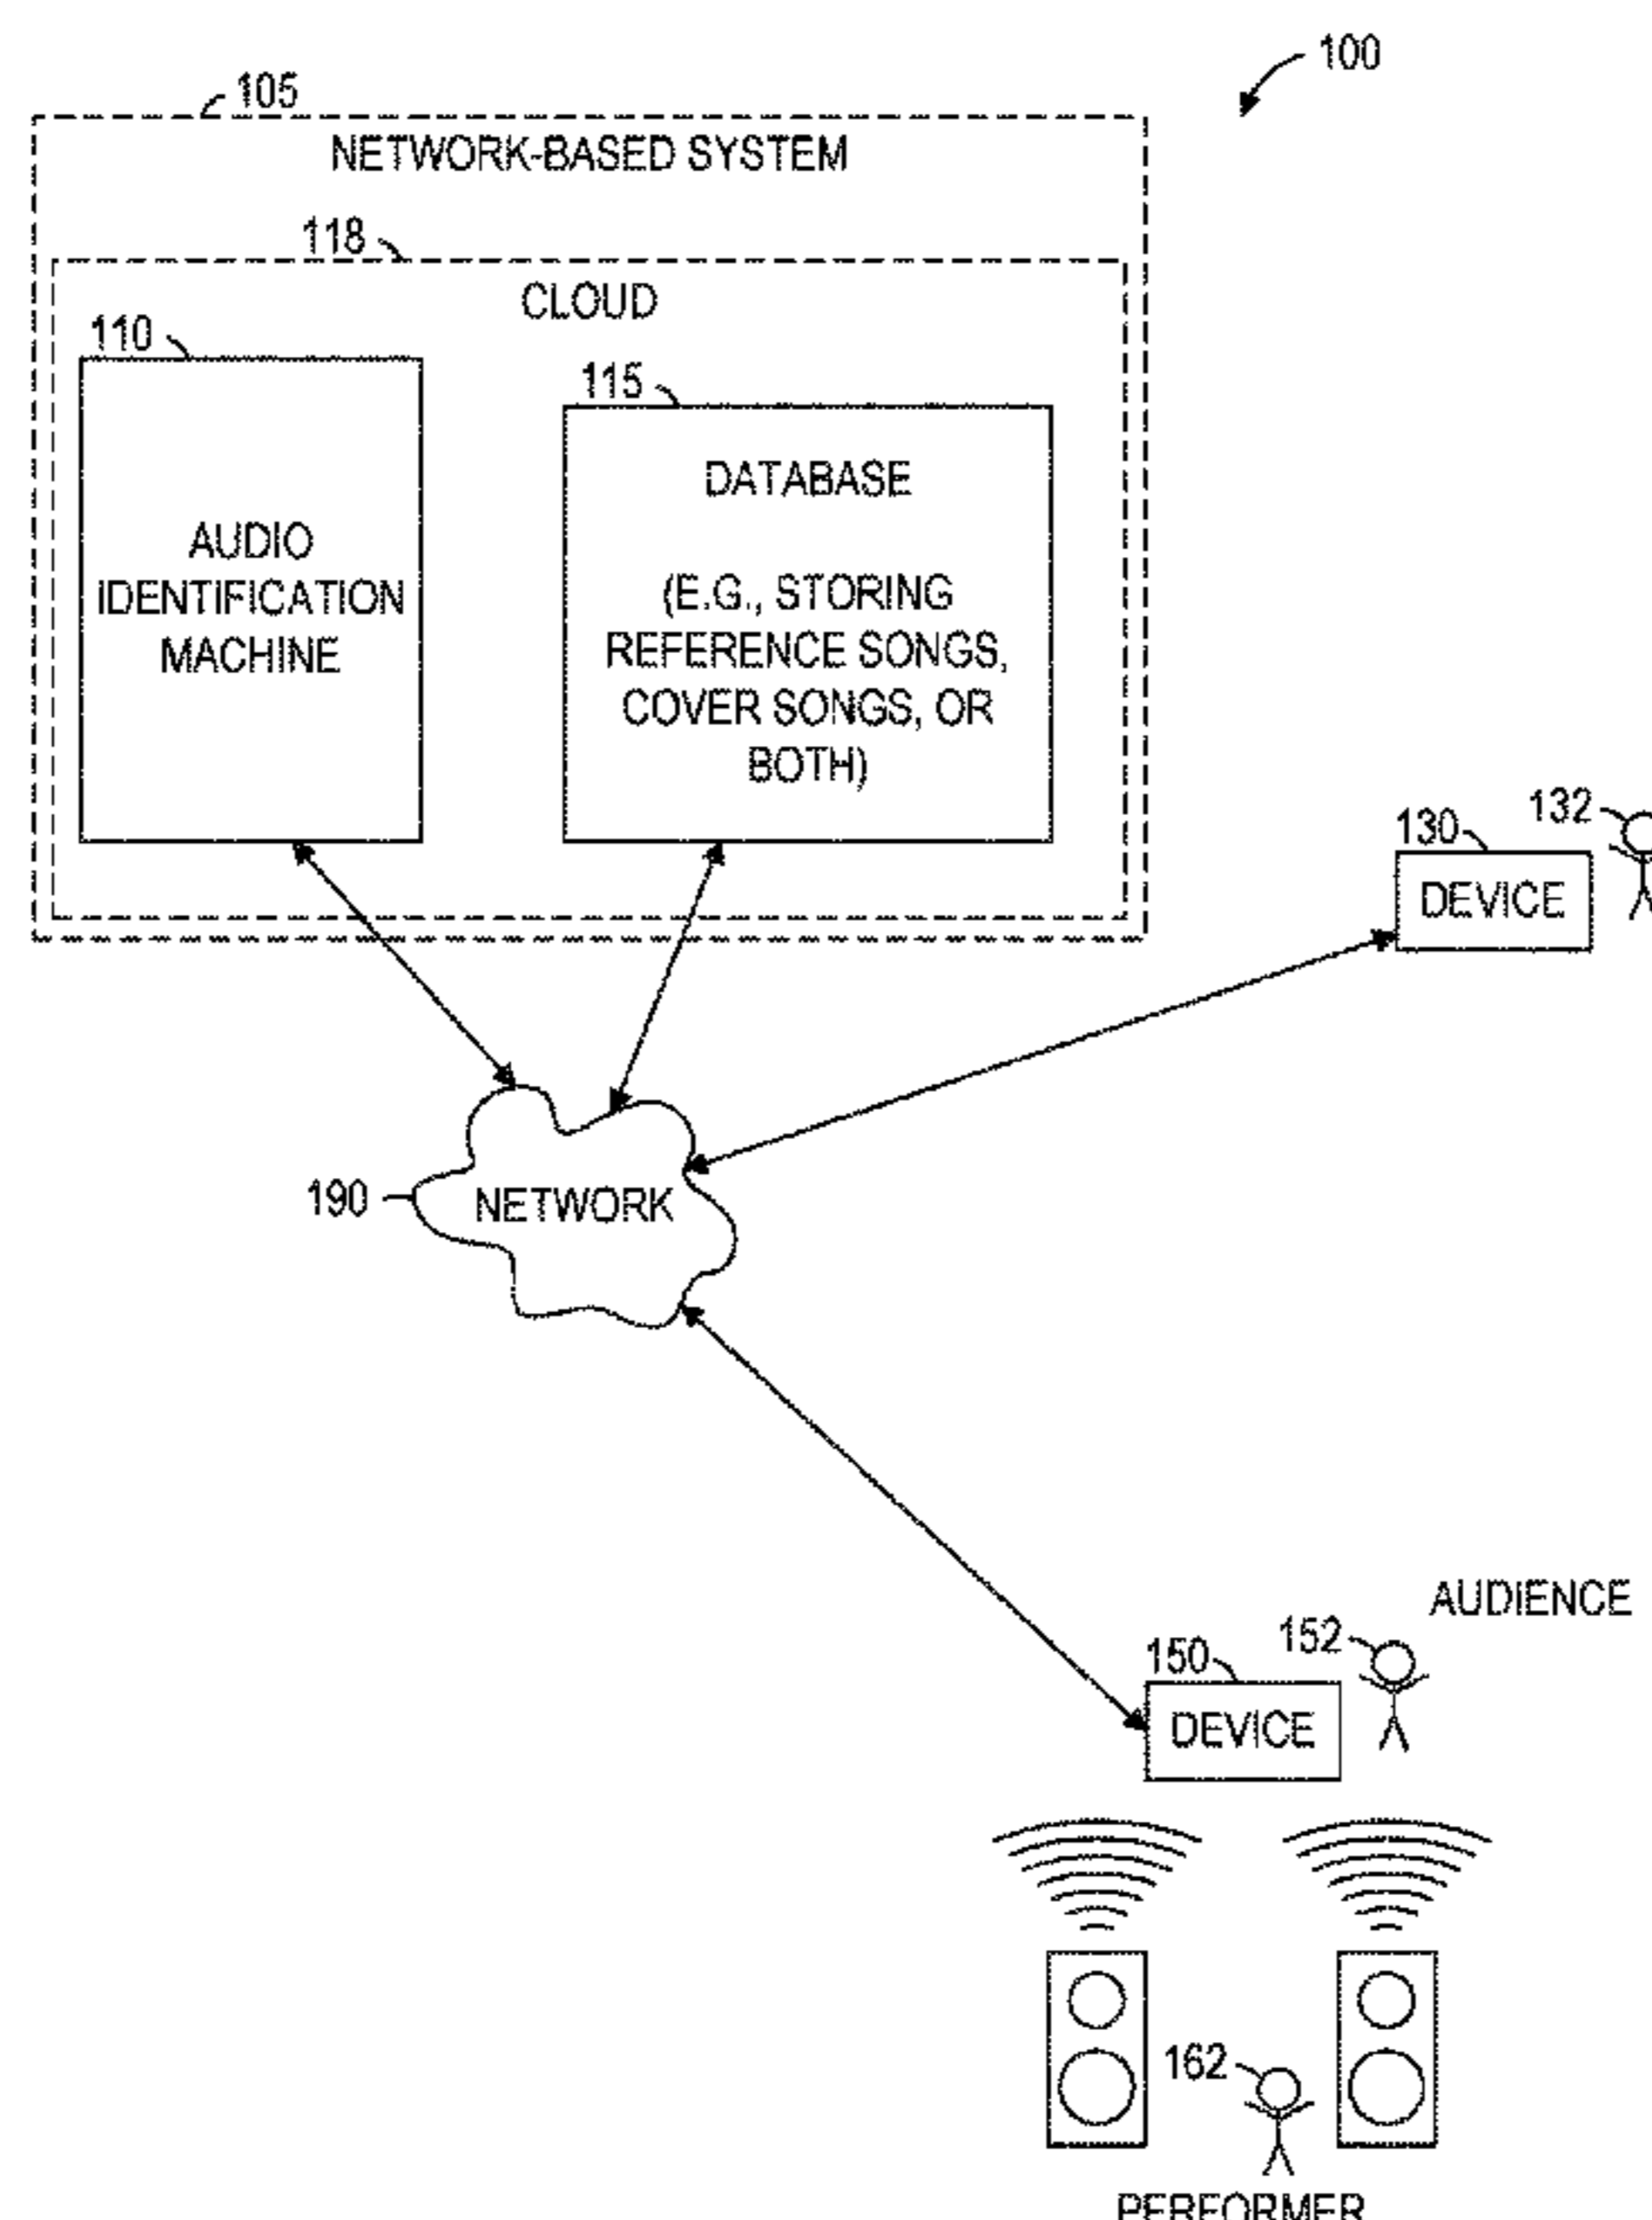 100
105
NETWORK-BASED SYSTEM
118
CLOUD
110
115
AUDIO
IDENTIFICATION
MACHINE
DATABASE
(E.G., STORING
REFERENCE SONGS,
COVER SONGS, OR
BOTH)
130
132
DEVICE
190
NETWORK
AUDIENCE
150
152
DEVICE
162
PERFORMER